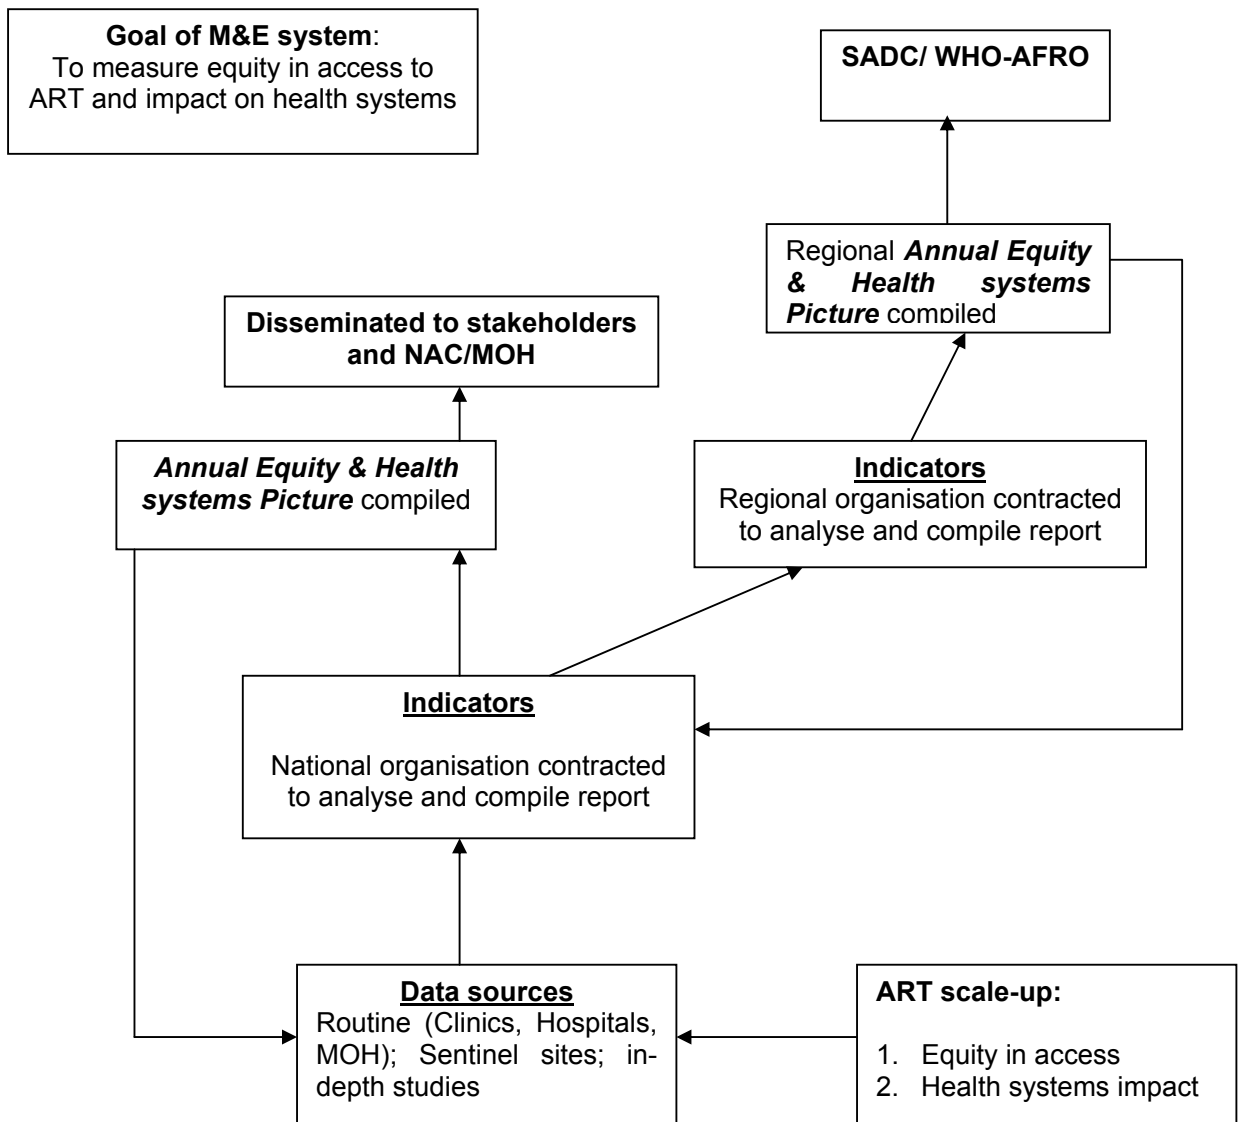 Goal of M&E system:
To measure equity in access to
ART and impact on health systems
SADC/ WHO-AFRO
Regional Annual Equity
& Health systems
Picture compiled
Disseminated to stakeholders
and NAC/MOH
Annual Equity & Health
systems Picture compiled
Indicators
Regional organisation contracted
to analyse and compile report
Indicators
National organisation contracted
to analyse and compile report
Data sources
Routine (Clinics, Hospitals,
MOH); Sentinel sites; in-
depth studies
ART scale-up:
1. Equity in access
2. Health systems impact